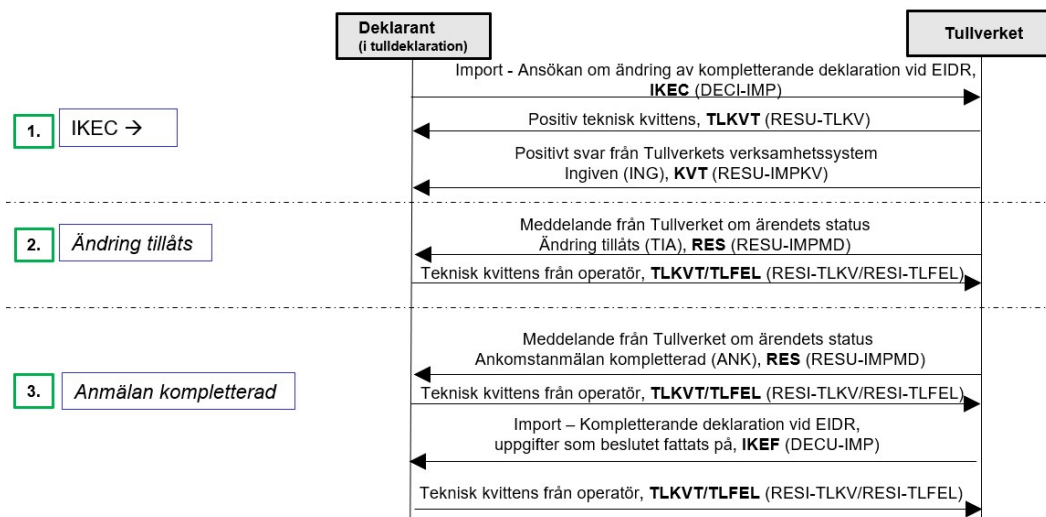 Deklarant
(i tulldeklaration)
Tullverket
Import - Ansökan om ändring av kompletterande deklaration vid EIDR,
IKEC (DECI-IMP)
1.
IKEC →
Positiv teknisk kvittens, TLKVT (RESU-TLKV)
Positivt svar från Tullverkets verksamhetssystem
Ingiven (ING), KVT (RESU-IMPKV)
2.
Ändring tillåts
Meddelande från Tullverket om ärendets status
Ändring tillåts (TIA), RES (RESU-IMPMD)
Teknisk kvittens från operatör, TLKVT/TLFEL (RESI-TLKV/RESI-TLFEL)
3.
Anmälan kompletterad
Meddelande från Tullverket om ärendets status
Ankomstanmälan kompletterad (ANK), RES (RESU-IMPMD)
Teknisk kvittens från operatör, TLKVT/TLFEL (RESI-TLKV/RESI-TLFEL)
Import – Kompletterande deklaration vid EIDR,
uppgifter som beslutet fattats på, IKEF (DECU-IMP)
Teknisk kvittens från operatör, TLKVT/TLFEL (RESI-TLKV/RESI-TLFEL)